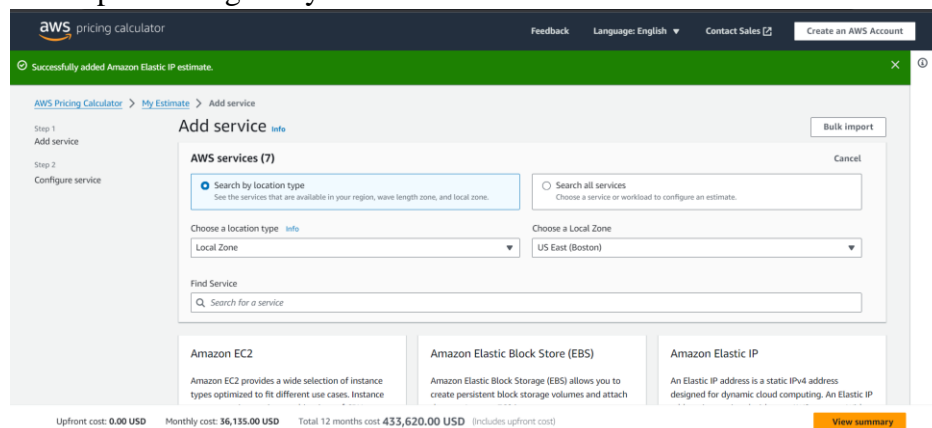 aws pricing calculator
Feedback Language: English Contact Sales Create an AWS Account
Successfully added Amazon Elastic IP estimate.
AWS Pricing Calculator > My Estimate > Add service
Step 1
Add service
Step 2
Configure service
Add service Info
Bulk import
AWS services (7)
Cancel
Search by location type
See the services that are available in your region, wave length zone, and local zone.
Search all services
Choose a service or workload to configure an estimate.
Choose a location type Info
Local Zone
Choose a Local Zone
US East (Boston)
Find Service
Search for a service
Amazon EC2
Amazon EC2 provides a wide selection of instance
types optimized to fit different use cases. Instance
Amazon Elastic Block Store (EBS)
Amazon Elastic Block Storage (EBS) allows you to
create persistent block storage volumes and attach
Amazon Elastic IP
An Elastic IP address is a static IPv4 address
designed for dynamic cloud computing. An Elastic IP
Upfront cost: 0.00 USD Monthly cost: 36,135.00 USD Total 12 months cost 433,620.00 USD (Includes upfront cost)
View summary